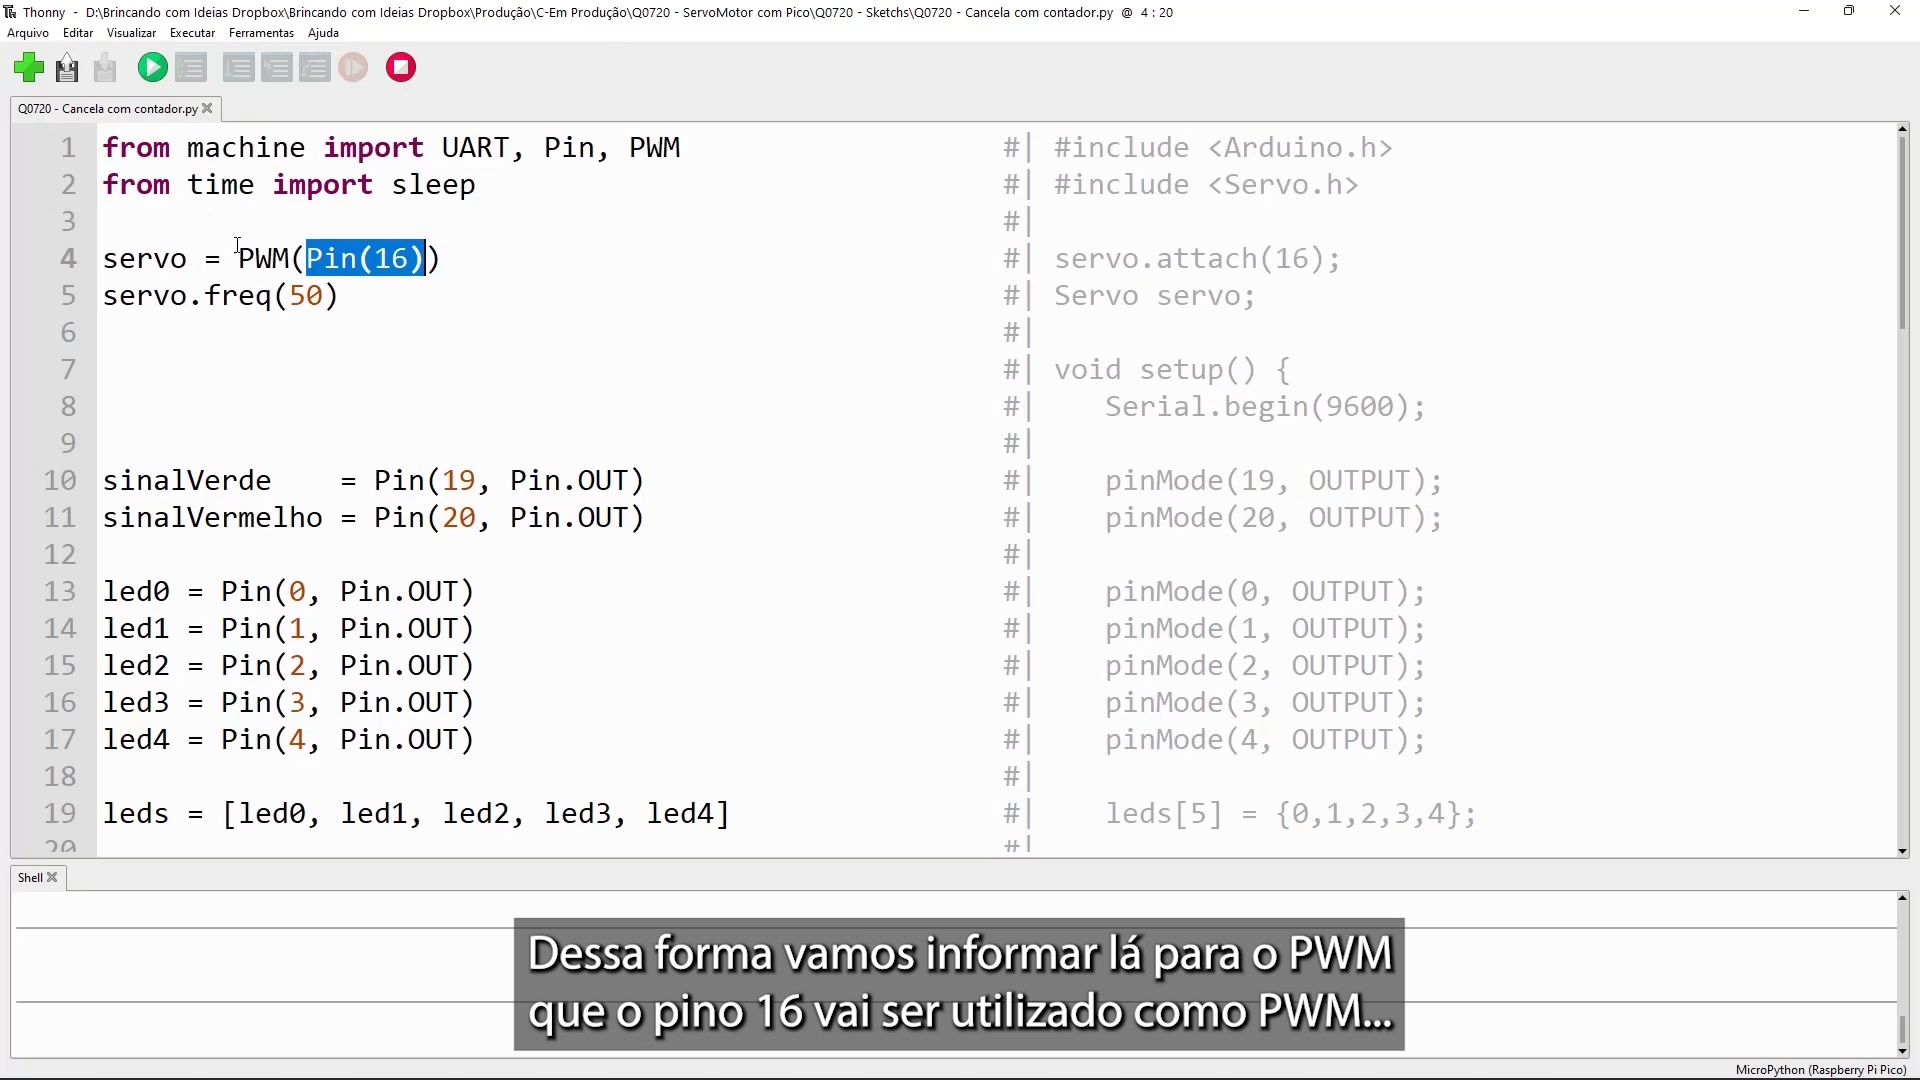 Thonny - D:\Brincando com Ideias Dropbox\Brincando com Ideias Dropbox\Produção\C-Em Produção\Q0720 - ServoMotor com Pico\Q0720 - Sketchs\Q0720 - Cancela com contador.py @ 4 : 20
Arquivo Editar Visualizar Executar Ferramentas Ajuda
Q0720 - Cancela com contador.py
1 from machine import UART, Pin, PWM #| #include <Arduino.h>
2 from time import sleep #| #include <Servo.h>
3 #|
4 servo = PWM(Pin(16)) #| servo.attach(16);
5 servo.freq(50) #| Servo servo;
6 #|
7 #| void setup() {
8 #| Serial.begin(9600);
9 #|
10 sinalVerde = Pin(19, Pin.OUT) #| pinMode(19, OUTPUT);
11 sinalVermelho = Pin(20, Pin.OUT) #| pinMode(20, OUTPUT);
12 #|
13 led0 = Pin(0, Pin.OUT) #| pinMode(0, OUTPUT);
14 led1 = Pin(1, Pin.OUT) #| pinMode(1, OUTPUT);
15 led2 = Pin(2, Pin.OUT) #| pinMode(2, OUTPUT);
16 led3 = Pin(3, Pin.OUT) #| pinMode(3, OUTPUT);
17 led4 = Pin(4, Pin.OUT) #| pinMode(4, OUTPUT);
18 #|
19 leds = [led0, led1, led2, led3, led4] #| leds[5] = {0,1,2,3,4};
20 #|
Shell
Dessa forma vamos informar lá para o PWM
que o pino 16 vai ser utilizado como PWM...
MicroPython (Raspberry Pi Pico)